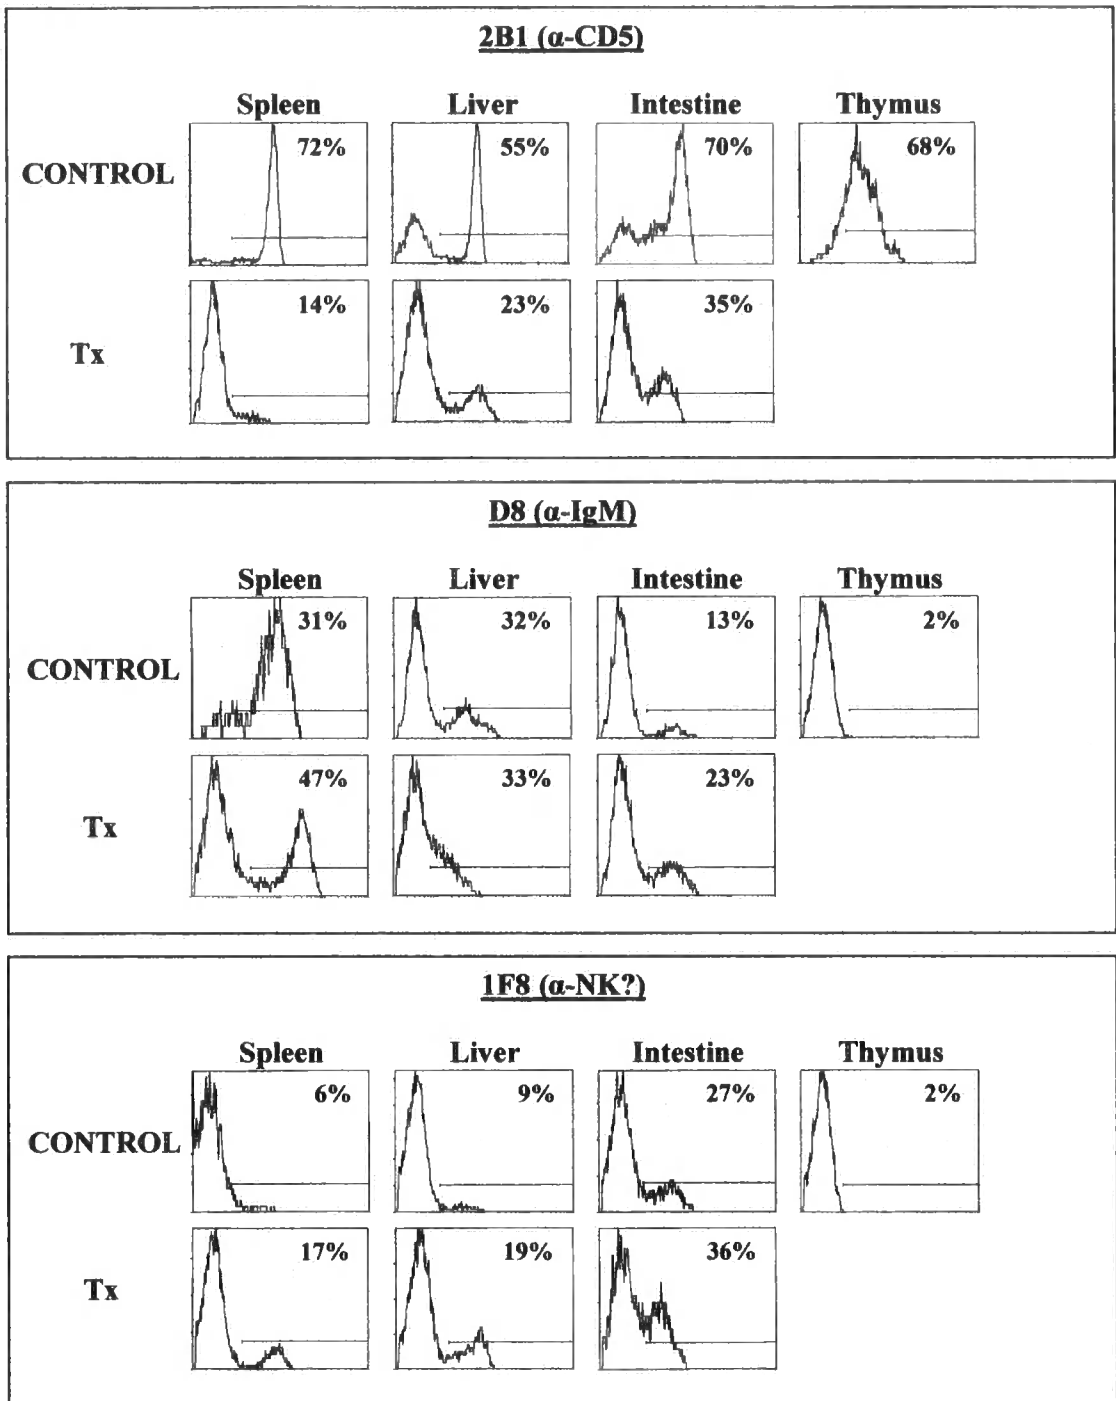 2B1 (α-CD5)
Spleen Liver Intestine Thymus
CONTROL 72% 55% 70% 68%
Tx 14% 23% 35%
D8 (α-IgM)
Spleen Liver Intestine Thymus
CONTROL 31% 32% 13% 2%
Tx 47% 33% 23%
1F8 (α-NK?)
Spleen Liver Intestine Thymus
CONTROL 6% 9% 27% 2%
Tx 17% 19% 36%